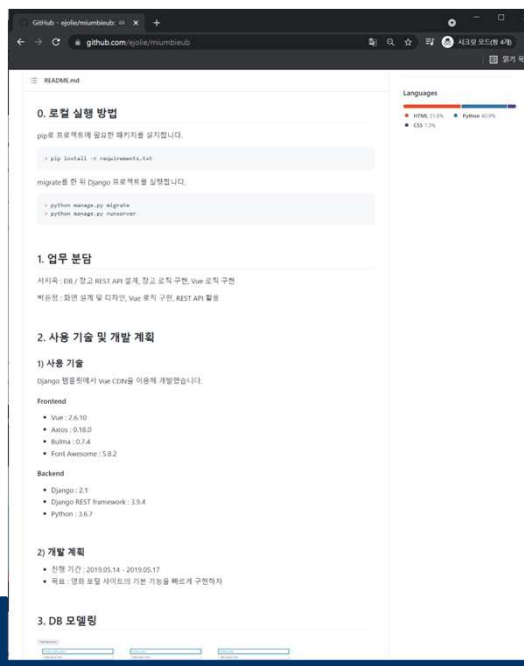 GitHub - ejolie/miumbieub:
github.com/ejolie/miumbieub
시크릿 모드(창 4개)
읽기 목
README.md
0. 로컬 실행 방법
pip로 프로젝트에 필요한 패키지를 설치합니다.
> pip install -r requirements.txt
migrate를 한 뒤 Django 프로젝트를 실행합니다.
> python manage.py migrate
> python manage.py runserver
1. 업무 분담
DB / 장고 REST API 설계, 장고 로직 구현, Vue 로직 구현
박은정 : 화면 설계 및 디자인, Vue 로직 구현, REST API 활용
2. 사용 기술 및 개발 계획
1) 사용 기술
Django 템플릿에서 Vue CDN을 이용해 개발했습니다.
Frontend
Vue : 2.6.10
Axios : 0.18.0
Bulma : 0.7.4
Font Awesome : 5.8.2
Backend
Django : 2.1
Django REST framework : 3.9.4
Python : 3.6.7
2) 개발 계획
진행 기간 : 2019.05.14 - 2019.05.17
목표 : 영화 포털 사이트의 기본 기능을 빠르게 구현하자
3. DB 모델링
Languages
HTML Python
CSS